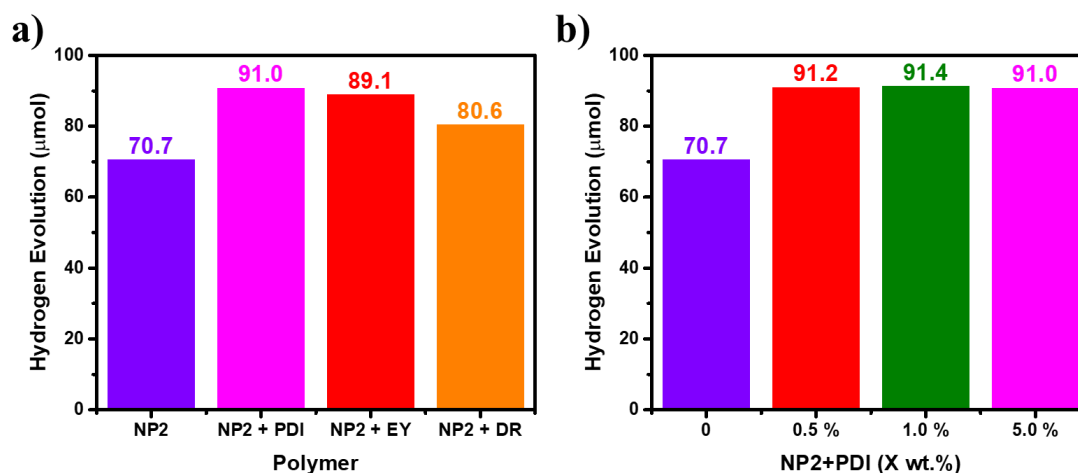 a)
Hydrogen Evolution (μmol)
100
80
60
40
20
0
70.7
91.0
89.1
80.6
NP2
NP2 + PDI
NP2 + EY
NP2 + DR
Polymer
b)
Hydrogen Evolution (μmol)
100
80
60
40
20
0
70.7
91.2
91.4
91.0
0
0.5 %
1.0 %
5.0 %
NP2+PDI (X wt.%)